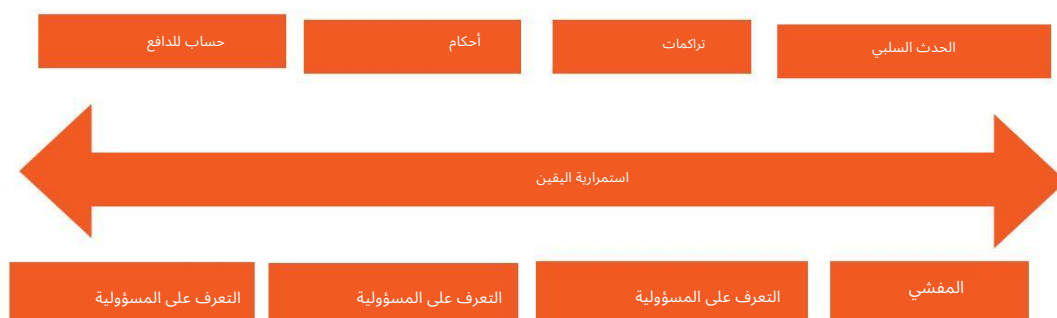 الحدث السلبي
تراكمات
أحكام
حساب للدافع
استمرارية اليقين
المفشي
التعرف على المسؤولية
التعرف على المسؤولية
التعرف على المسؤولية